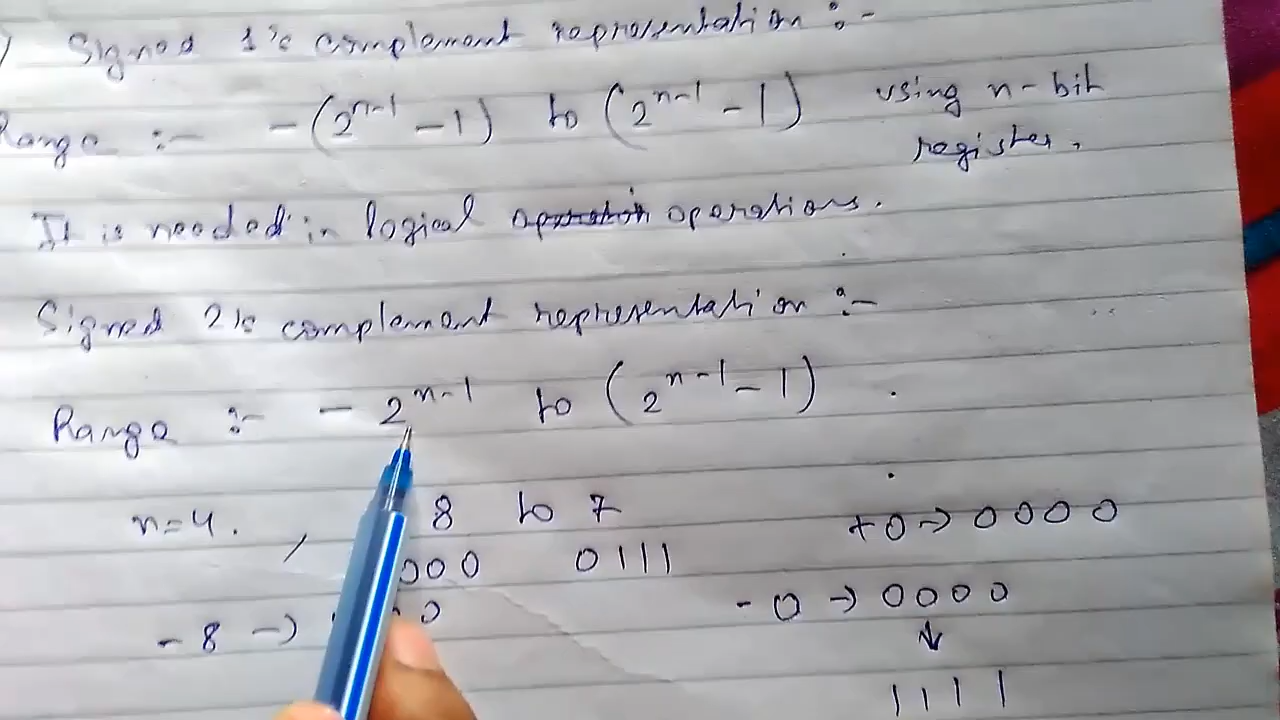 ) Signed 1's complement representation :-
Range :- -(2^{n-1} - 1) to (2^{n-1} - 1) using n-bit
register.
It is needed in logical operations.
Signed 2's complement representation :-
Range :- - 2^{n-1} to (2^{n-1} - 1) .
n=4. , 8 to 7
000 0111
+0 → 0000
-8 → 0
-0 → 0000
↓
1111